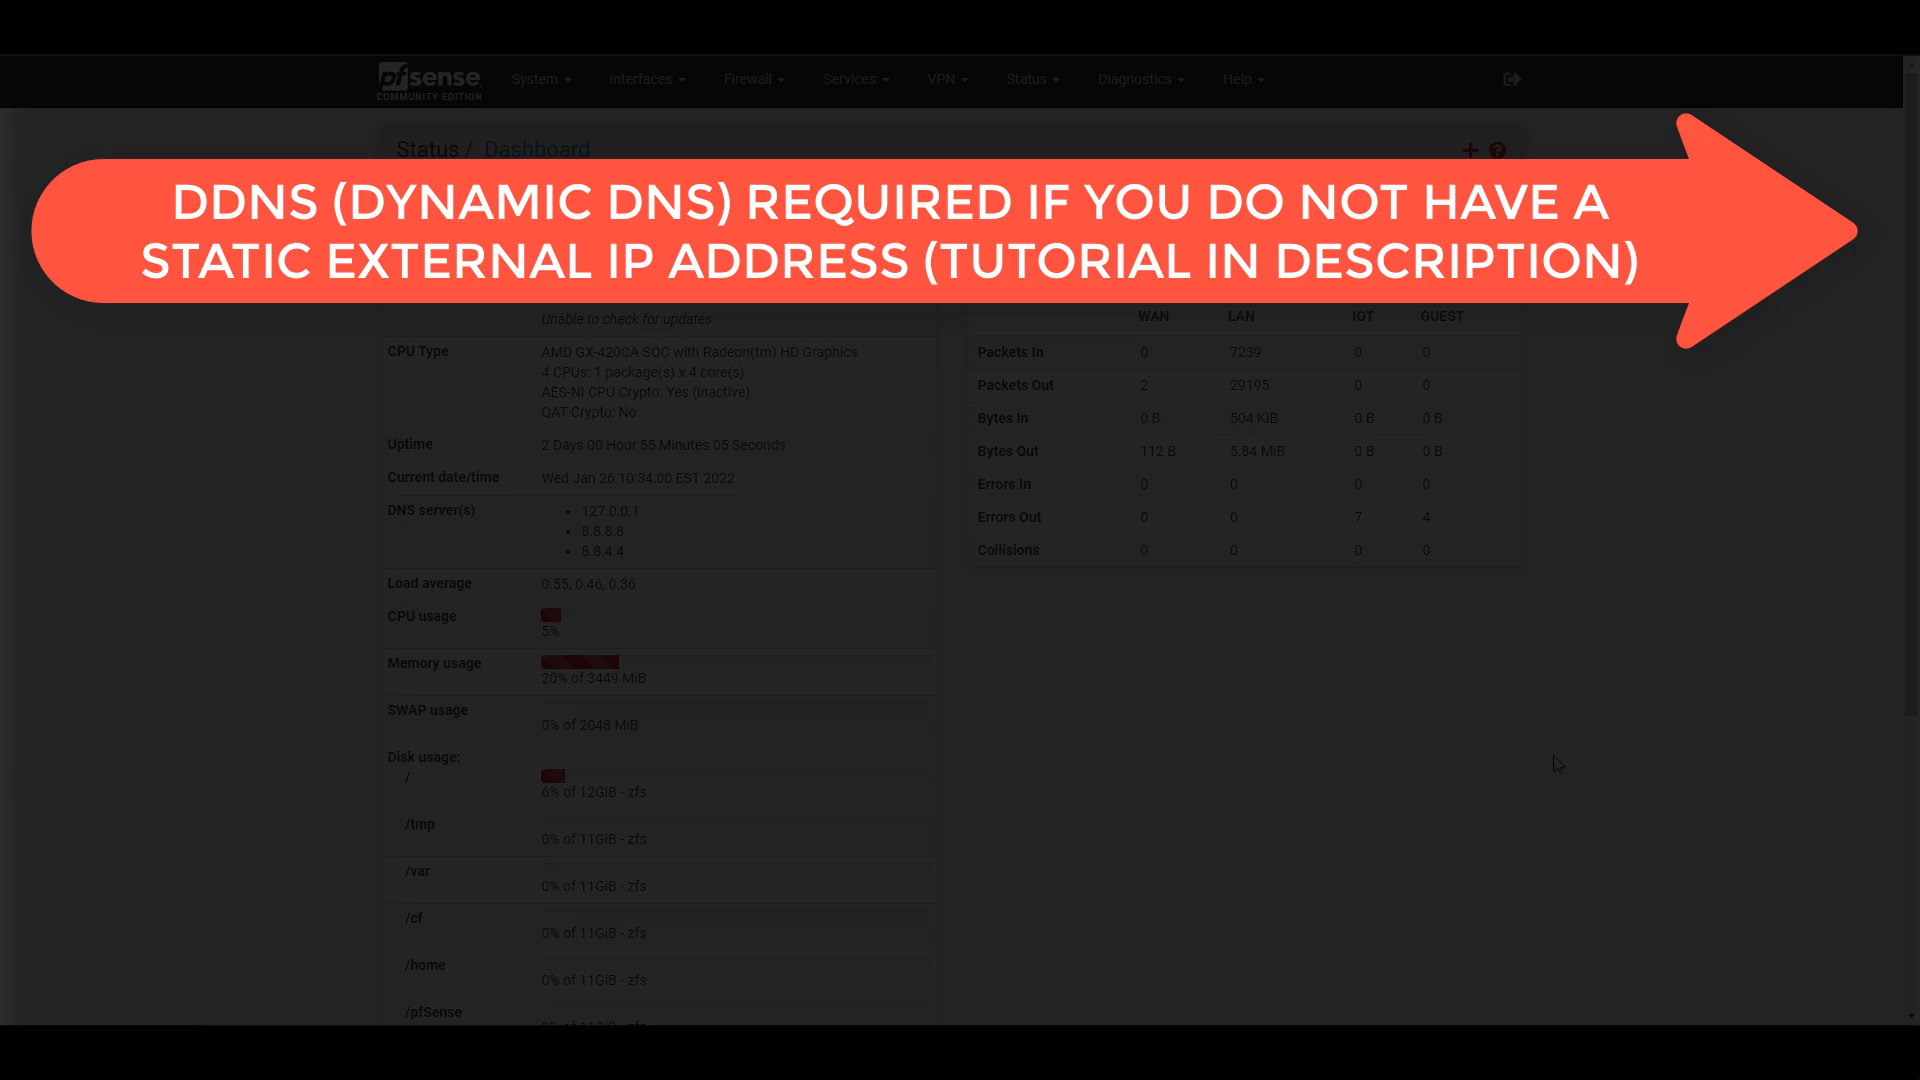 pfsense
COMMUNITY EDITION
System
Interfaces
Firewall
Services
VPN
Status
Diagnostics
Help
Status / Dashboard
DDNS (DYNAMIC DNS) REQUIRED IF YOU DO NOT HAVE A
STATIC EXTERNAL IP ADDRESS (TUTORIAL IN DESCRIPTION)
Unable to check for updates
CPU Type
AMD GX-420CA SOC with Radeon(tm) HD Graphics
4 CPUs: 1 package(s) x 4 core(s)
AES-NI CPU Crypto: Yes (inactive)
QAT Crypto: No
Uptime
2 Days 00 Hour 55 Minutes 05 Seconds
Current date/time
Wed Jan 26 10:34:00 EST 2022
DNS server(s)
127.0.0.1
8.8.8.8
8.8.4.4
Load average
0.55, 0.46, 0.36
CPU usage
5%
Memory usage
20% of 3449 MiB
SWAP usage
0% of 2048 MiB
Disk usage:
/
6% of 12GiB - zfs
/tmp
0% of 11GiB - zfs
/var
0% of 11GiB - zfs
/cf
0% of 11GiB - zfs
/home
0% of 11GiB - zfs
/pfSense
0% of 11GiB - zfs
WAN LAN IOT GUEST
Packets In 0 7239 0 0
Packets Out 2 29195 0 0
Bytes In 0 B 504 KiB 0 B 0 B
Bytes Out 112 B 5.84 MiB 0 B 0 B
Errors In 0 0 0 0
Errors Out 0 0 7 4
Collisions 0 0 0 0